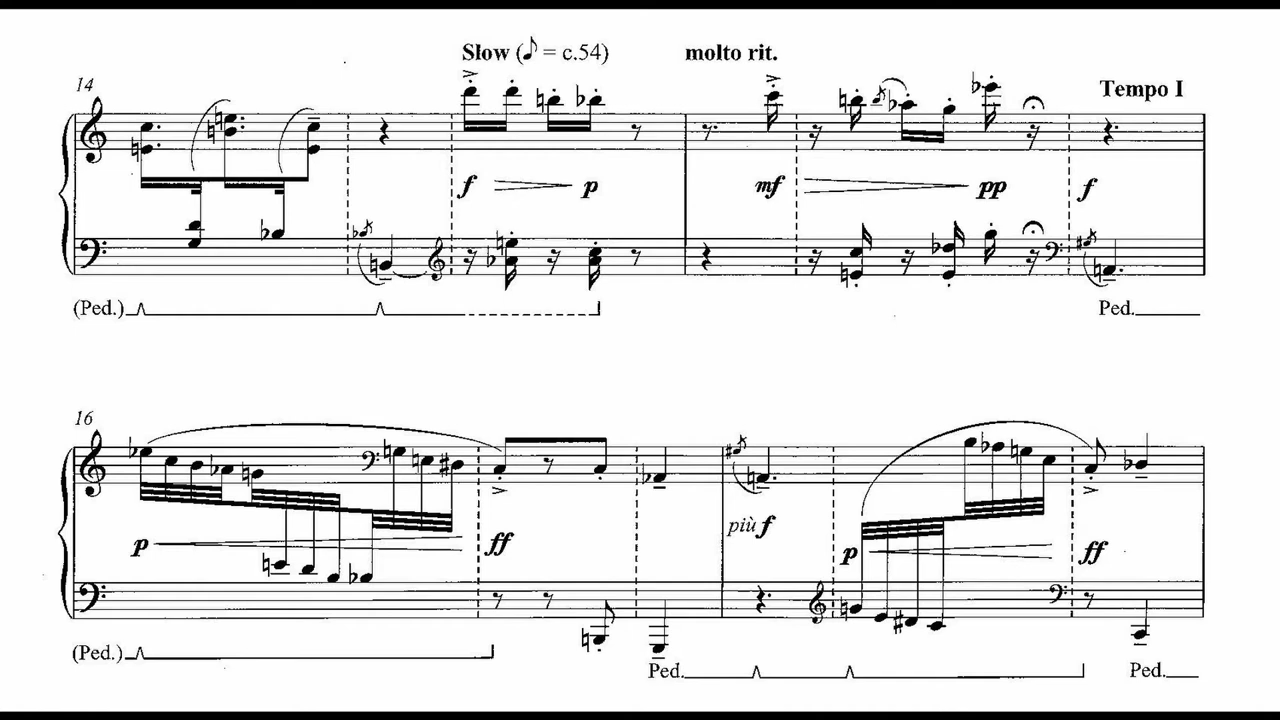 Slow (♪ = c.54) molto rit.
14 Tempo I
f p mf pp f
(Ped.) Ped.
16
più f
p ff p ff
(Ped.) Ped. Ped.